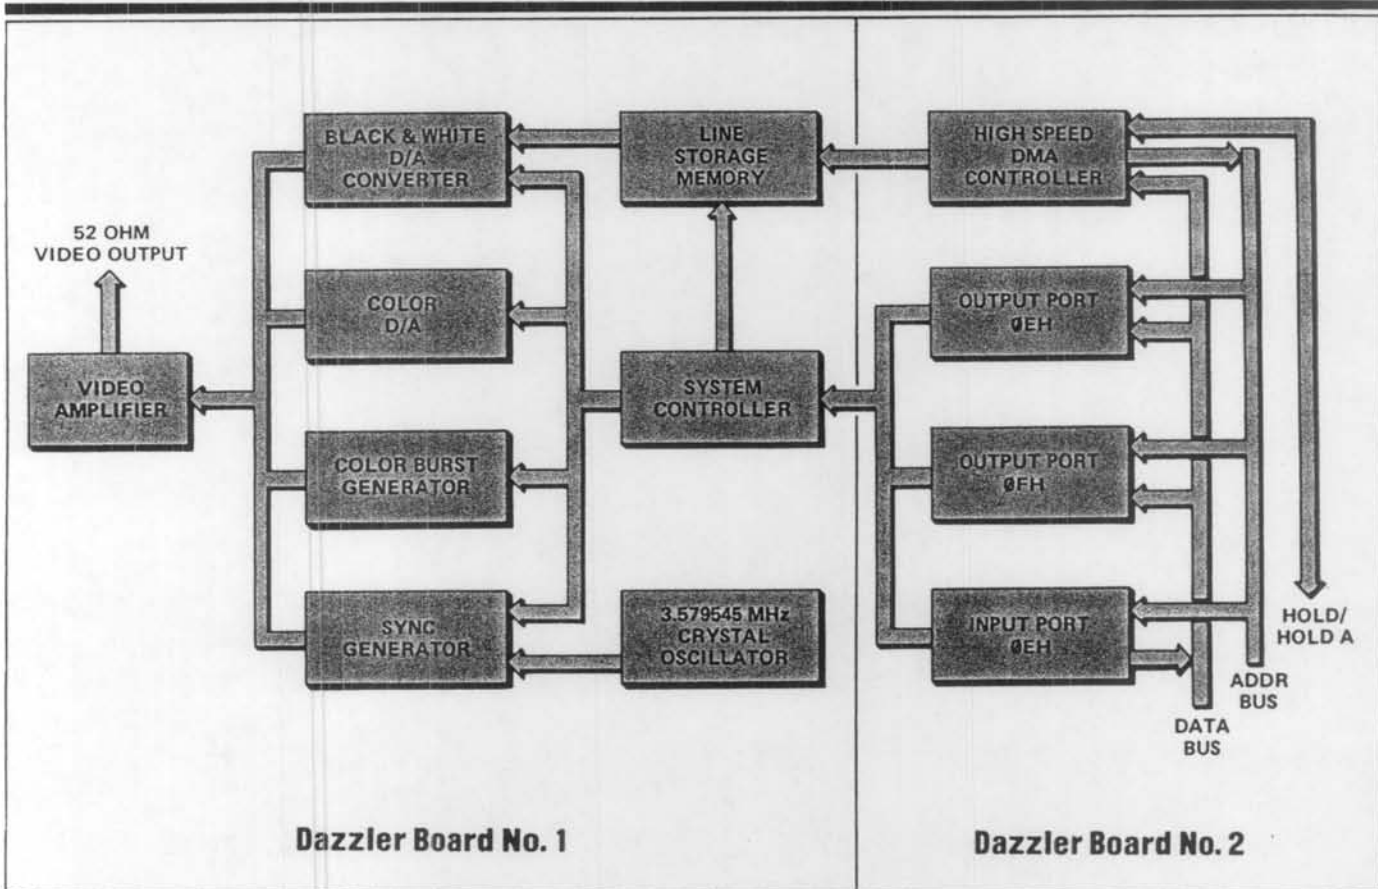 BLACK & WHITE
D/A
CONVERTER
LINE
STORAGE
MEMORY
HIGH SPEED
DMA
CONTROLLER
52 OHM
VIDEO OUTPUT
COLOR
D/A
OUTPUT PORT
ØEH
VIDEO
AMPLIFIER
SYSTEM
CONTROLLER
COLOR BURST
GENERATOR
OUTPUT PORT
ØFH
SYNC
GENERATOR
3.579545 MHz
CRYSTAL
OSCILLATOR
INPUT PORT
ØEH
HOLD/
HOLD A
ADDR
BUS
DATA
BUS
Dazzler Board No. 1
Dazzler Board No. 2